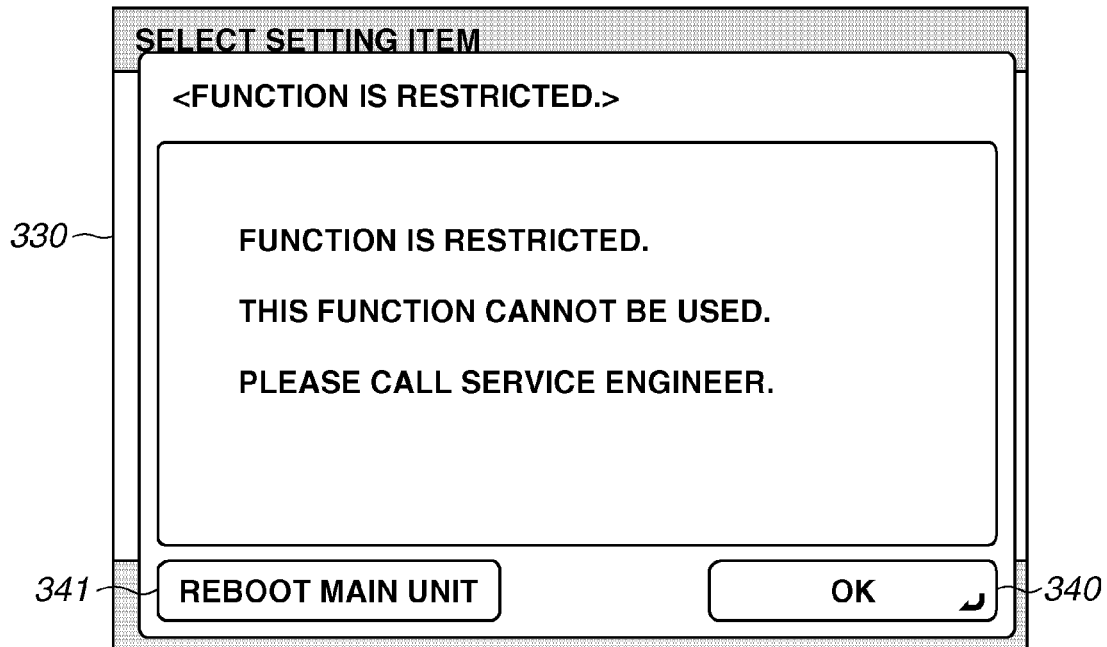 SELECT SETTING ITEM
<FUNCTION IS RESTRICTED.>
330
FUNCTION IS RESTRICTED.
THIS FUNCTION CANNOT BE USED.
PLEASE CALL SERVICE ENGINEER.
341
REBOOT MAIN UNIT
OK
340